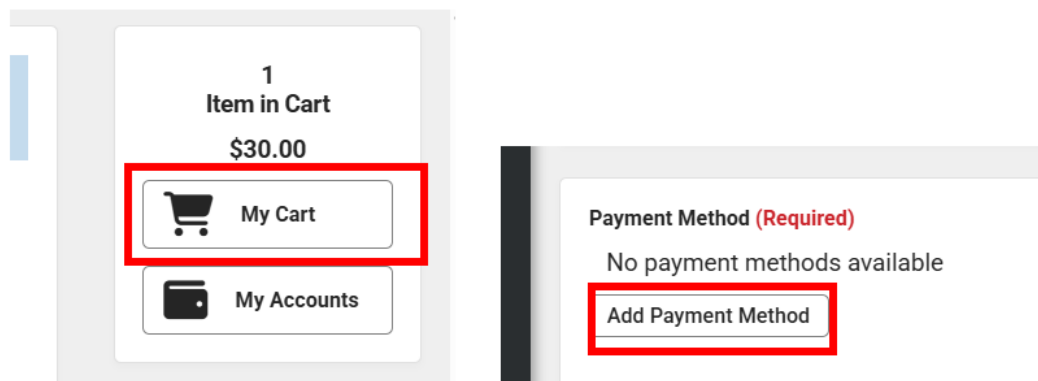 1
Item in Cart
$30.00
My Cart
My Accounts
Payment Method (Required)
No payment methods available
Add Payment Method